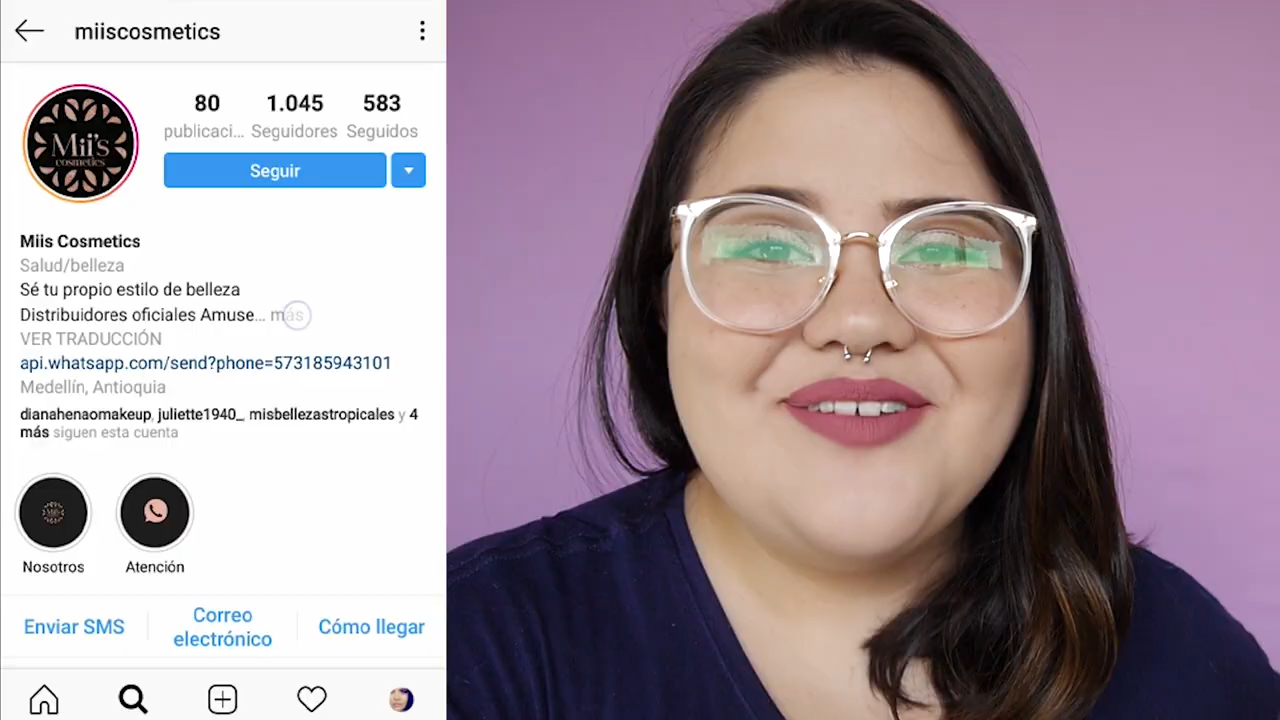 miiscosmetics
Mii's
cosmetics
80 1.045 583
publicaci... Seguidores Seguidos
Seguir
Miis Cosmetics
Salud/belleza
Sé tu propio estilo de belleza
Distribuidores oficiales Amuse... más
VER TRADUCCIÓN
api.whatsapp.com/send?phone=573185943101
Medellín, Antioquia
dianahenaomakeup, juliette1940_, misbellezastropicales y 4
más siguen esta cuenta
Nosotros Atención
Enviar SMS Correo electrónico Cómo llegar